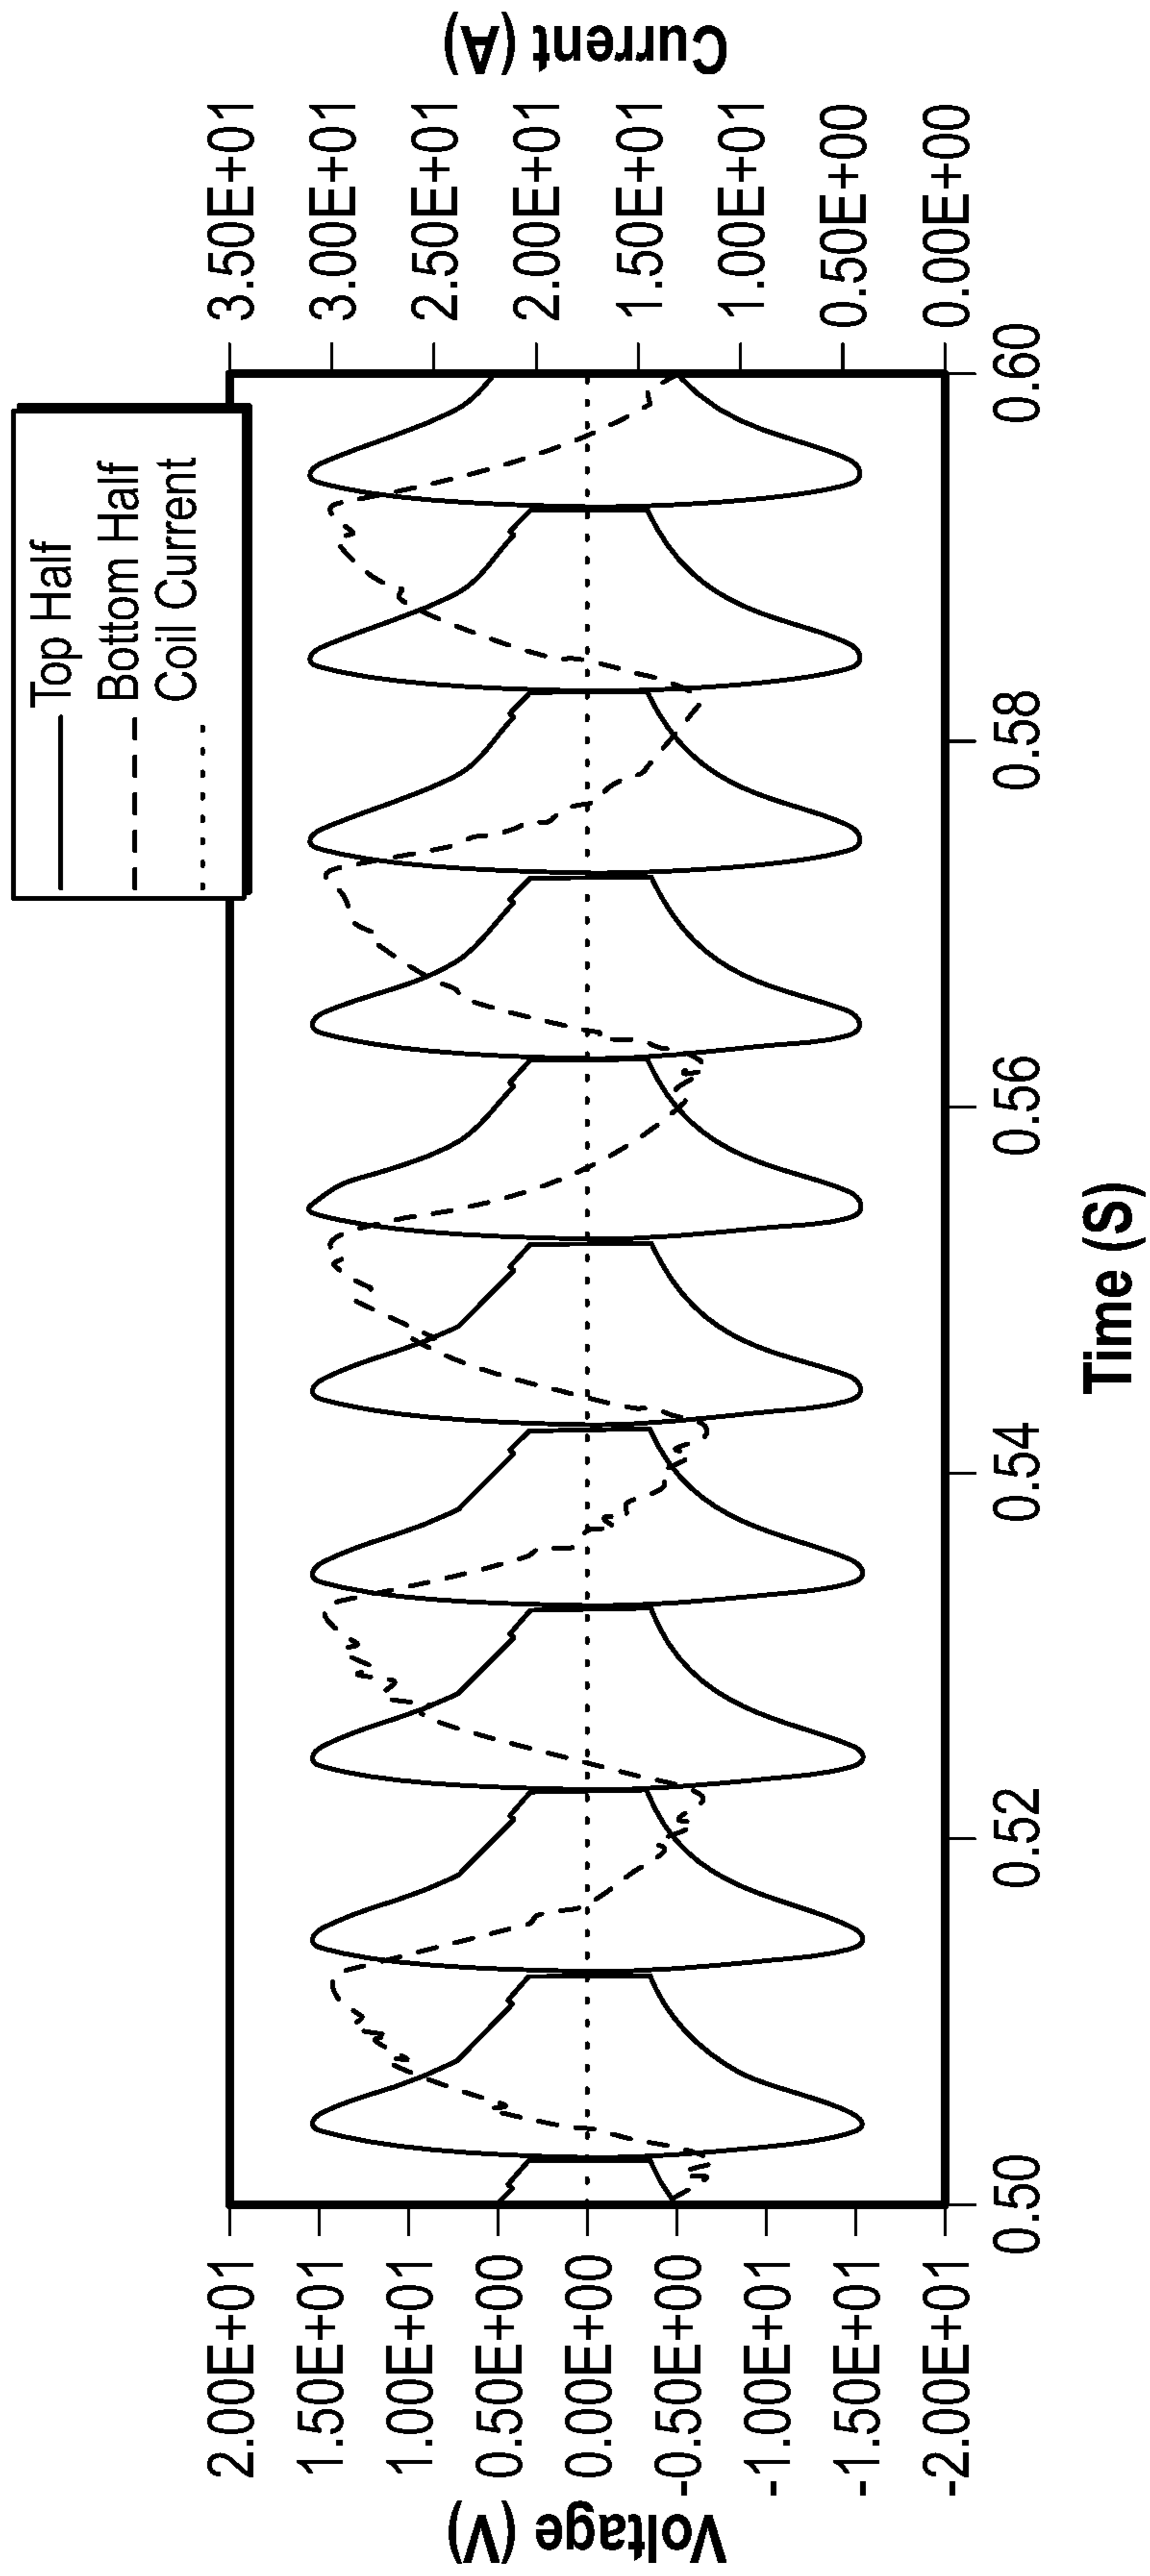 Top Half
Bottom Half
Coil Current
Voltage (V)
2.00E+01
1.50E+01
1.00E+01
0.50E+00
0.00E+00
-0.50E+00
-1.00E+01
-1.50E+01
-2.00E+01
Current (A)
3.50E+01
3.00E+01
2.50E+01
2.00E+01
1.50E+01
1.00E+01
0.50E+00
0.00E+00
0.50 0.52 0.54 0.56 0.58 0.60
Time (S)